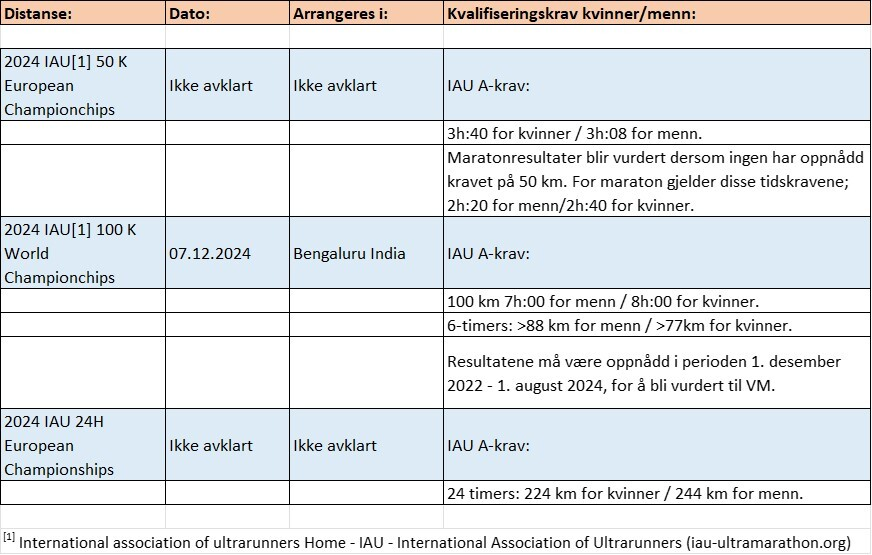 Distanse: Dato: Arrangeres i: Kvalifiseringskrav kvinner/menn:
2024 IAU[1] 50 K
European Ikke avklart Ikke avklart IAU A-krav:
Championchips
3h:40 for kvinner / 3h:08 for menn.
Maratonresultater blir vurdert dersom ingen har oppnådd
kravet på 50 km. For maraton gjelder disse tidskravene;
2h:20 for menn/2h:40 for kvinner.
2024 IAU[1] 100 K
World 07.12.2024 Bengaluru India IAU A-krav:
Championchips
100 km 7h:00 for menn / 8h:00 for kvinner.
6-timers: >88 km for menn / >77km for kvinner.
Resultatene må være oppnådd i perioden 1. desember
2022 - 1. august 2024, for å bli vurdert til VM.
2024 IAU 24H
European Ikke avklart Ikke avklart IAU A-krav:
Championships
24 timers: 224 km for kvinner / 244 km for menn.
[1] International association of ultrarunners Home - IAU - International Association of Ultrarunners (iau-ultramarathon.org)